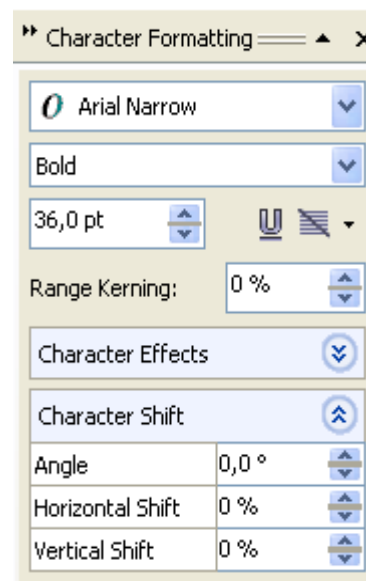 Character Formatting
O Arial Narrow
Bold
36,0 pt U
Range Kerning: 0 %
Character Effects
Character Shift
Angle 0,0 °
Horizontal Shift 0 %
Vertical Shift 0 %